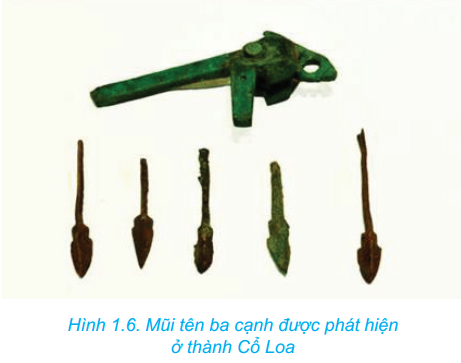 Hình 1.6. Mũi tên ba cạnh được phát hiện
ở thành Cổ Loa